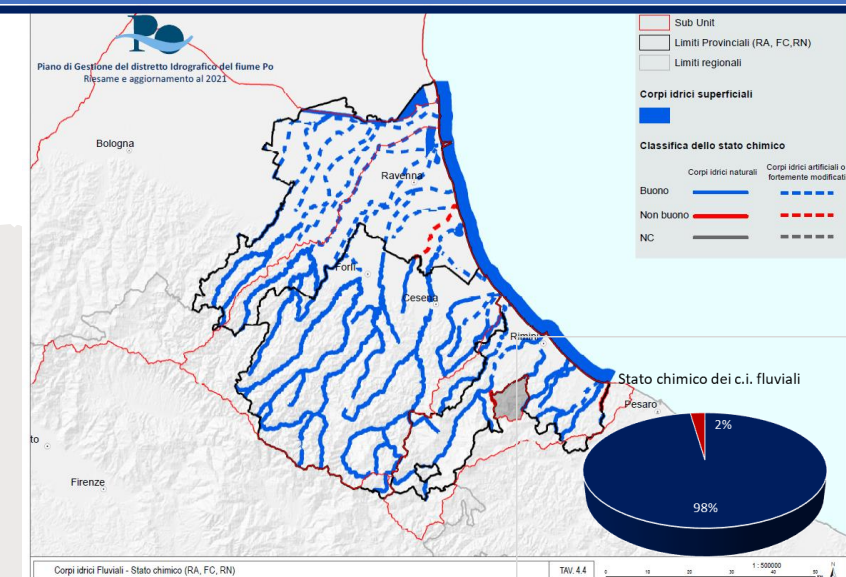 Po
Piano di Gestione del distretto Idrografico del fiume Po
Riesame e aggiornamento al 2021
Sub Unit
Limiti Provinciali (RA, FC,RN)
Limiti regionali
Corpi idrici superficiali
Classifica dello stato chimico
Corpi idrici naturali
Corpi idrici artificiali o
fortemente modificati
Buono
Non buono
NC
Bologna
Ravenna
Forlì
Cesena
Rimini
Pesaro
to
Firenze
Stato chimico dei c.i. fluviali
2%
98%
Corpi idrici Fluviali - Stato chimico (RA, FC, RN)
TAV. 4.4
1 : 500000
0 10 20 30 40 50
N